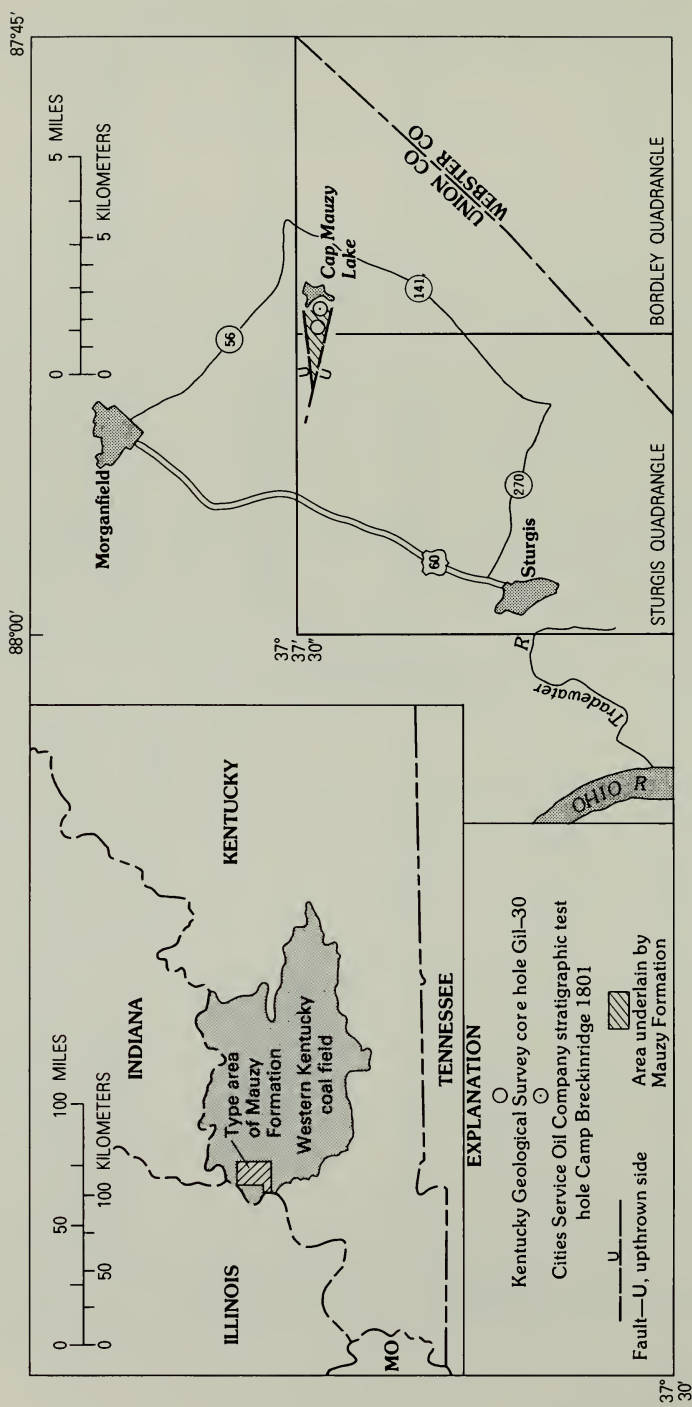 88°00'
87°45'
0 50 100 MILES
0 50 100 KILOMETERS
INDIANA
ILLINOIS
KENTUCKY
Type area
of Mauzy
Formation
Western Kentucky
coal field
MO
TENNESSEE
EXPLANATION
Kentucky Geological Survey core hole Gil–30
Cities Service Oil Company stratigraphic test
hole Camp Breckinridge 1801
U
Fault—U, upthrown side
Area underlain by
Mauzy Formation
37°
30'
0 5 MILES
0 5 KILOMETERS
Morganfield
56
37°
37'
30"
U
U
Cap Mauzy
Lake
60
141
270
Sturgis
UNION CO
WEBSTER CO
Tradewater R
OHIO R
STURGIS QUADRANGLE
BORDLEY QUADRANGLE